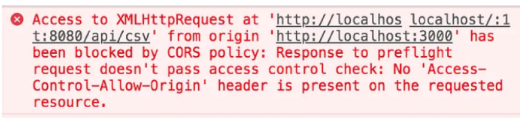 Access to XMLHttpRequest at 'http://localhos localhost/:1
t:8080/api/csv' from origin 'http://localhost:3000' has
been blocked by CORS policy: Response to preflight
request doesn't pass access control check: No 'Access-
Control-Allow-Origin' header is present on the requested
resource.